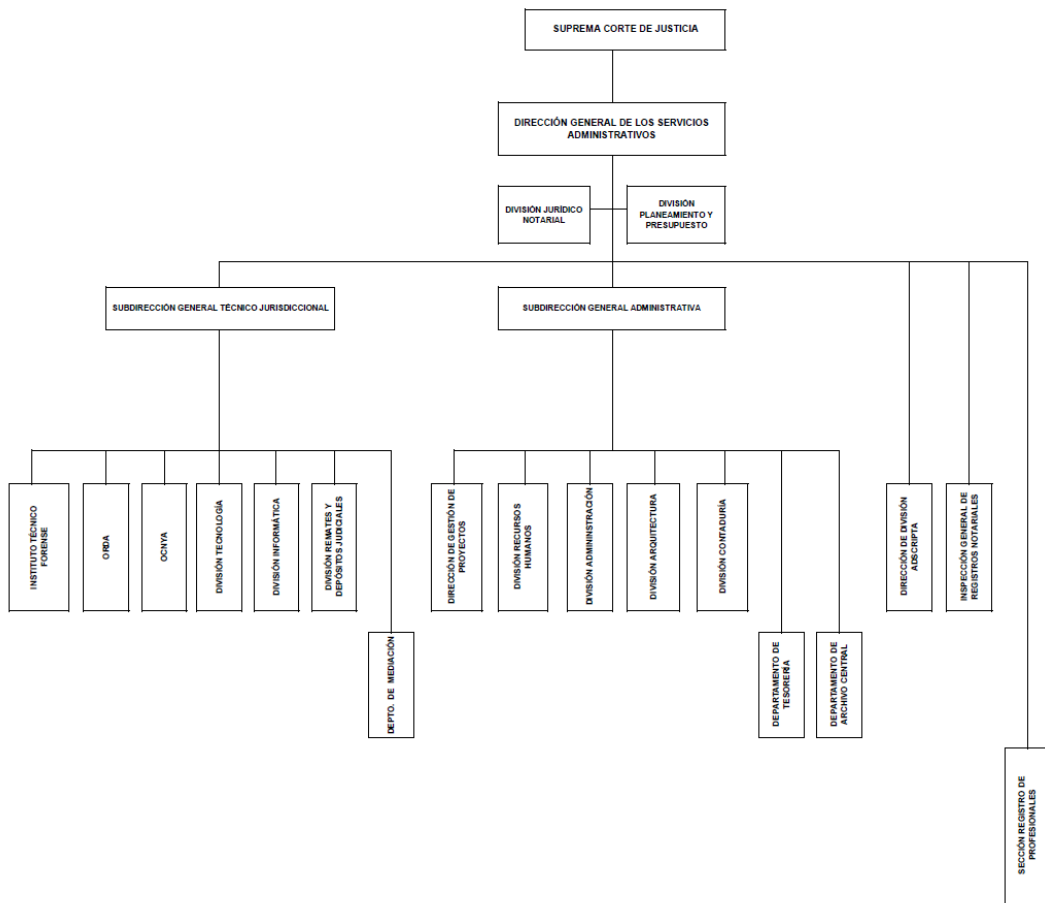 SUPREMA CORTE DE JUSTICIA
DIRECCIÓN GENERAL DE LOS SERVICIOS
ADMINISTRATIVOS
DIVISIÓN JURÍDICO
NOTARIAL
DIVISIÓN
PLANEAMIENTO Y
PRESUPUESTO
SUBDIRECCIÓN GENERAL TÉCNICO JURISDICCIONAL
SUBDIRECCIÓN GENERAL ADMINISTRATIVA
INSTITUTO TÉCNICO
FORENSE
ORDA
OCNYA
DIVISIÓN TECNOLOGÍA
DIVISIÓN INFORMÁTICA
DIVISIÓN REMATES Y
DEPÓSITOS JUDICIALES
DIRECCIÓN DE GESTIÓN DE
PROYECTOS
DIVISIÓN RECURSOS
HUMANOS
DIVISIÓN ADMININISTRACIÓN
DIVISIÓN ARQUITECTURA
DIVISIÓN CONTADURÍA
DIRECCIÓN DE DIVISIÓN
ADSCRIPTA
INSPECCIÓN GENERAL DE
REGISTROS NOTARIALES
DEPTO. DE MEDIACIÓN
DEPARTAMENTO DE
TESORERÍA
DEPARTAMENTO DE
ARCHIVO CENTRAL
SECCIÓN REGISTRO DE
PROFESIONALES